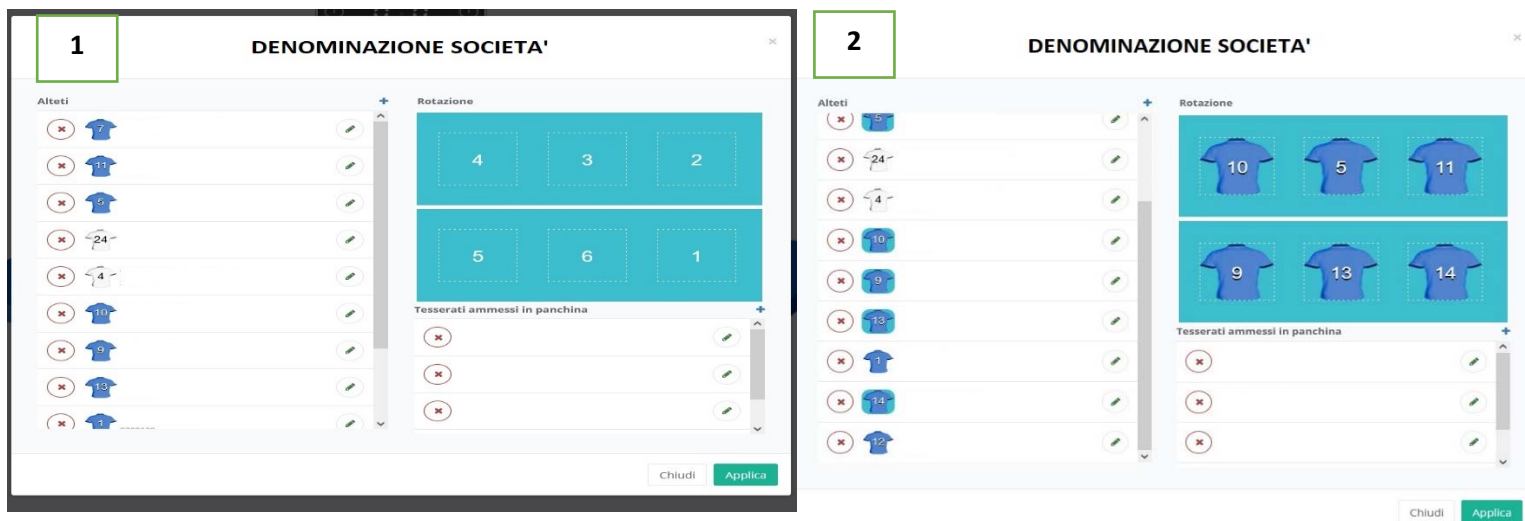 1
DENOMINAZIONE SOCIETA'
×
Alteti +
7
11
5
24
4
10
9
13
1
Rotazione
4 3 2
5 6 1
Tesserati ammessi in panchina +
Chiudi Applica
2
DENOMINAZIONE SOCIETA'
×
Alteti +
5
24
4
10
9
13
1
14
12
Rotazione
10 5 11
9 13 14
Tesserati ammessi in panchina +
Chiudi Applica